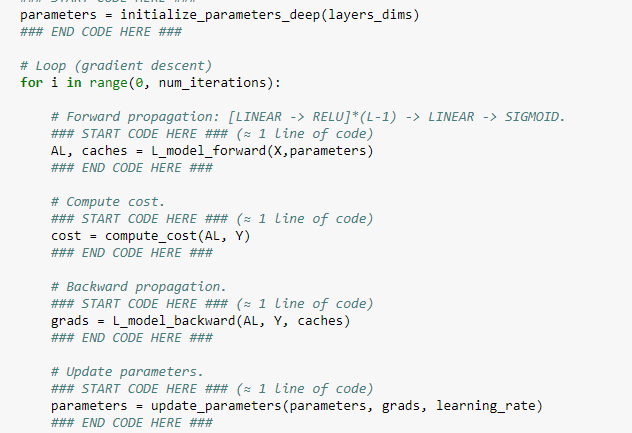 parameters = initialize_parameters_deep(layers_dims)
### END CODE HERE ###
# Loop (gradient descent)
for i in range(0, num_iterations):
# Forward propagation: [LINEAR -> RELU]*(L-1) -> LINEAR -> SIGMOID.
### START CODE HERE ### (≈ 1 line of code)
AL, caches = L_model_forward(X,parameters)
### END CODE HERE ###
# Compute cost.
### START CODE HERE ### (≈ 1 line of code)
cost = compute_cost(AL, Y)
### END CODE HERE ###
# Backward propagation.
### START CODE HERE ### (≈ 1 line of code)
grads = L_model_backward(AL, Y, caches)
### END CODE HERE ###
# Update parameters.
### START CODE HERE ### (≈ 1 line of code)
parameters = update_parameters(parameters, grads, learning_rate)
### END CODE HERE ###